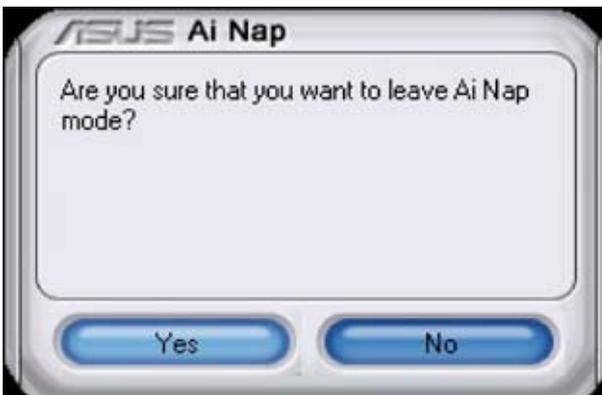 ASUS Ai Nap
Are you sure that you want to leave Ai Nap
mode?
Yes No